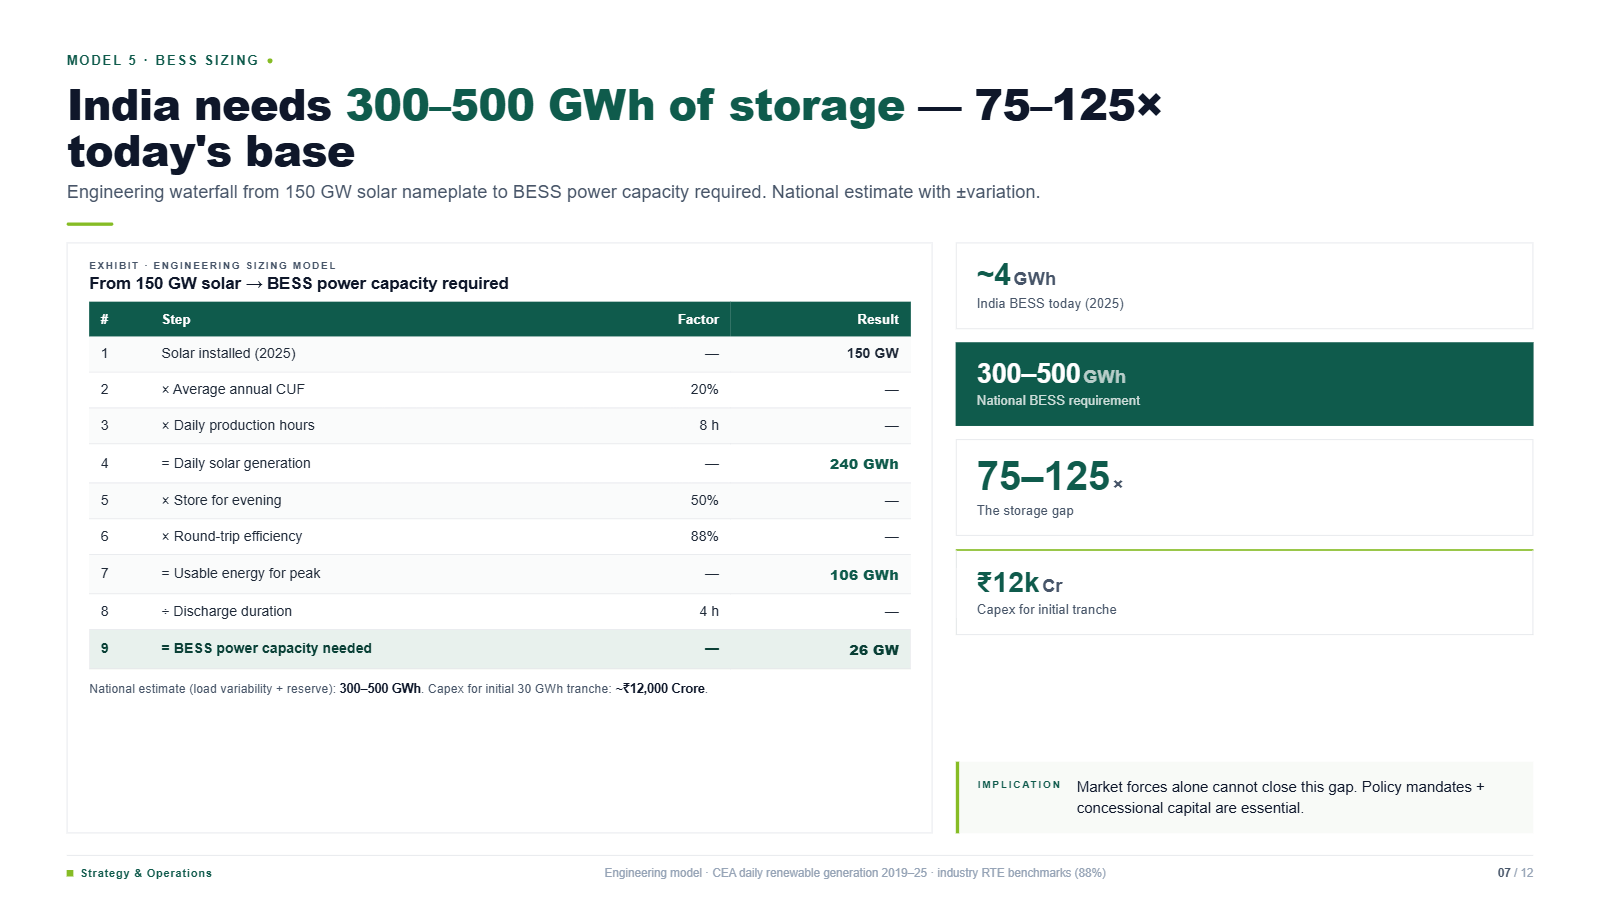 MODEL 5 · BESS SIZING
India needs 300–500 GWh of storage — 75–125×
today's base
Engineering waterfall from 150 GW solar nameplate to BESS power capacity required. National estimate with ±variation.
EXHIBIT · ENGINEERING SIZING MODEL
From 150 GW solar → BESS power capacity required
# Step Factor Result
1 Solar installed (2025) — 150 GW
2 × Average annual CUF 20% —
3 × Daily production hours 8 h —
4 = Daily solar generation — 240 GWh
5 × Store for evening 50% —
6 × Round-trip efficiency 88% —
7 = Usable energy for peak — 106 GWh
8 ÷ Discharge duration 4 h —
9 = BESS power capacity needed — 26 GW
National estimate (load variability + reserve): 300–500 GWh. Capex for initial 30 GWh tranche: ~₹12,000 Crore.
~4 GWh
India BESS today (2025)
300–500 GWh
National BESS requirement
75–125 ×
The storage gap
₹12k Cr
Capex for initial tranche
IMPLICATION Market forces alone cannot close this gap. Policy mandates +
concessional capital are essential.
Strategy & Operations
Engineering model · CEA daily renewable generation 2019–25 · industry RTE benchmarks (88%)
07 / 12